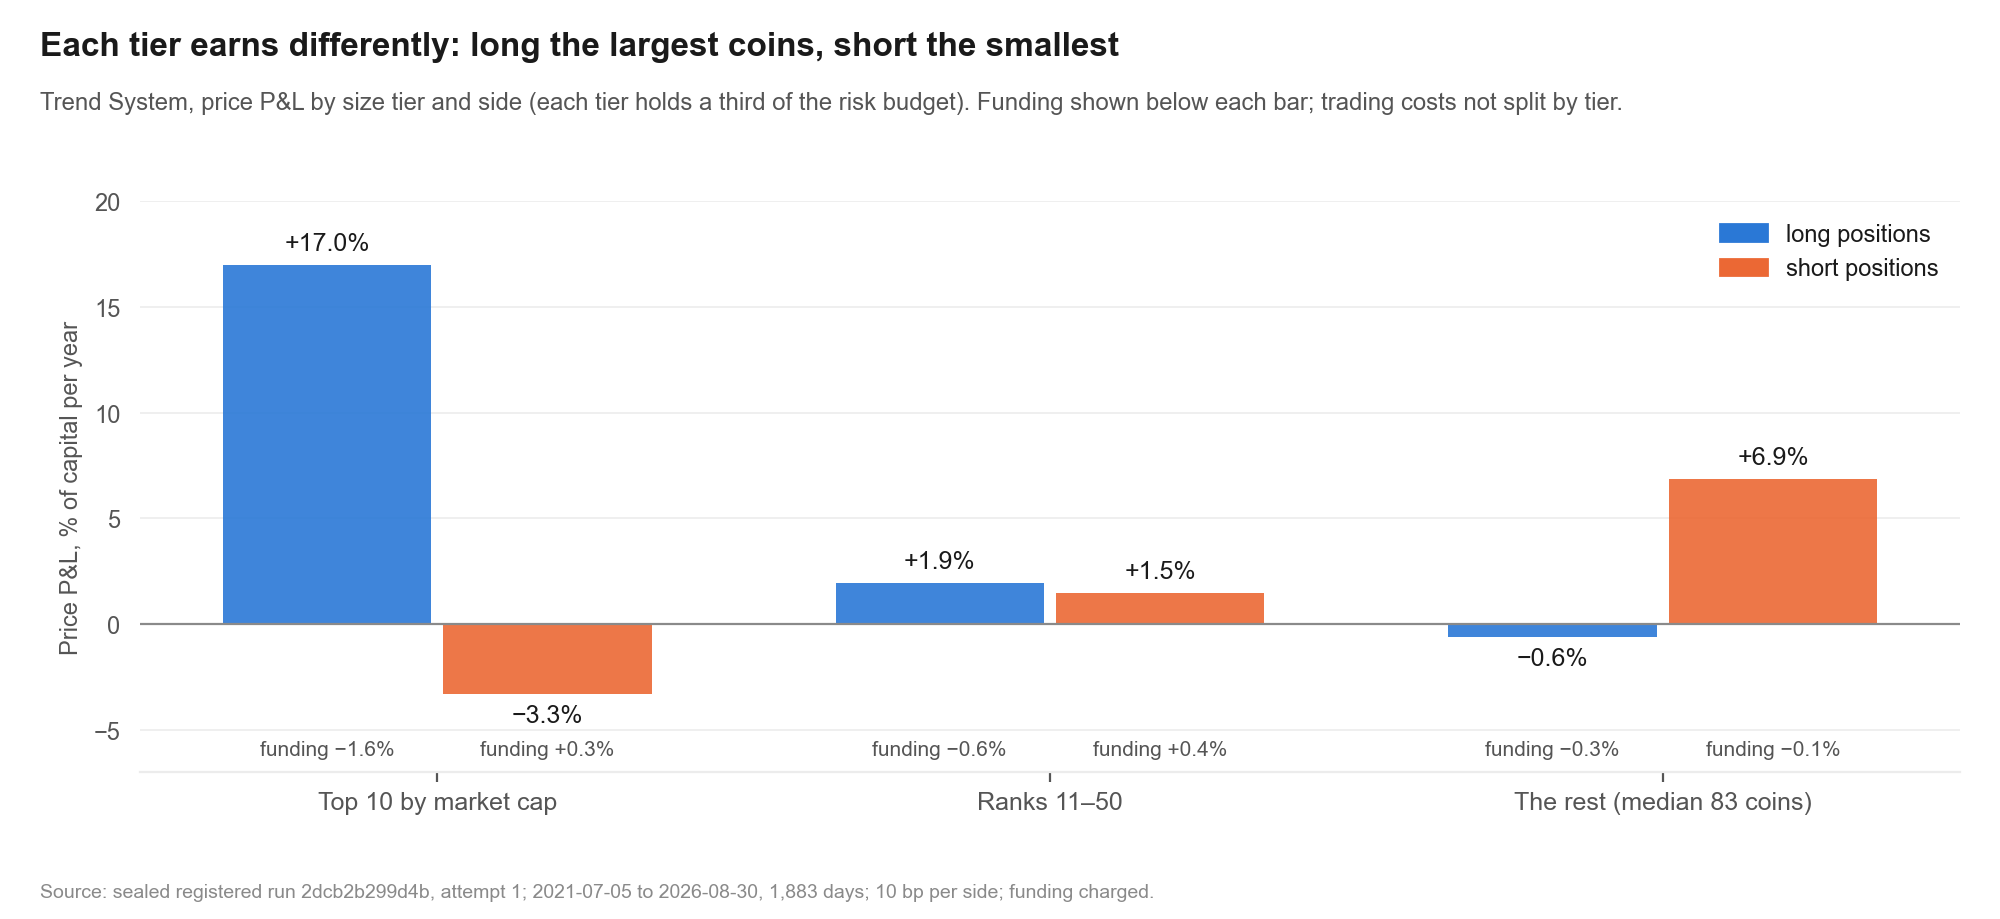 Each tier earns differently: long the largest coins, short the smallest
Trend System, price P&L by size tier and side (each tier holds a third of the risk budget). Funding shown below each bar; trading costs not split by tier.
20
15
10
5
0
−5
Price P&L, % of capital per year
long positions
short positions
+17.0%
−3.3%
+1.9%
+1.5%
−0.6%
+6.9%
funding −1.6%
funding +0.3%
funding −0.6%
funding +0.4%
funding −0.3%
funding −0.1%
Top 10 by market cap
Ranks 11–50
The rest (median 83 coins)
Source: sealed registered run 2dcb2b299d4b, attempt 1; 2021-07-05 to 2026-08-30, 1,883 days; 10 bp per side; funding charged.